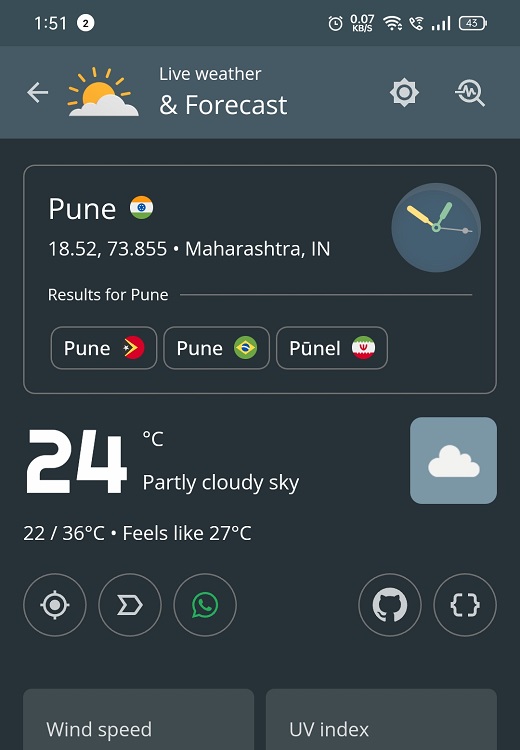 1:51 2 0.07 KB/S 43
Live weather
& Forecast
Pune
18.52, 73.855 • Maharashtra, IN
Results for Pune
Pune Pune Pūnel
24 °C
Partly cloudy sky
22 / 36°C • Feels like 27°C
Wind speed UV index